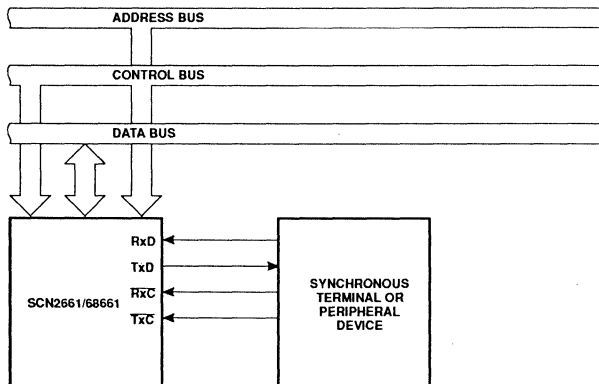 ADDRESS BUS
CONTROL BUS
DATA BUS
RxD
TxD
RxC
TxC
SCN2661/68661
SYNCHRONOUS
TERMINAL OR
PERIPHERAL
DEVICE